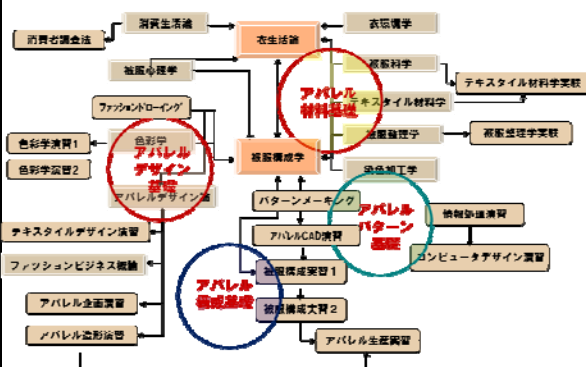 消費生活論
衣環境学
消費者調査法
衣生活論
被服心理学
被服科学
テキスタイル材料学実験
アパレル
材料基礎
テキスタイル材料学
ファッションドローイング
色彩学演習1
色彩学
被服整理学
被服整理学実験
アパレル
デザイン
基礎
被服構成学
色彩学演習2
染色加工学
アパレルデザイン論
パターンメーキング
アパレル
パターン
基礎
情報処理演習
テキスタイルデザイン演習
アパレルCAD演習
ファッションビジネス概論
コンピュータデザイン演習
アパレル
構成基礎
被服構成実習1
アパレル企画演習
被服構成実習2
アパレル造形演習
アパレル生産実習